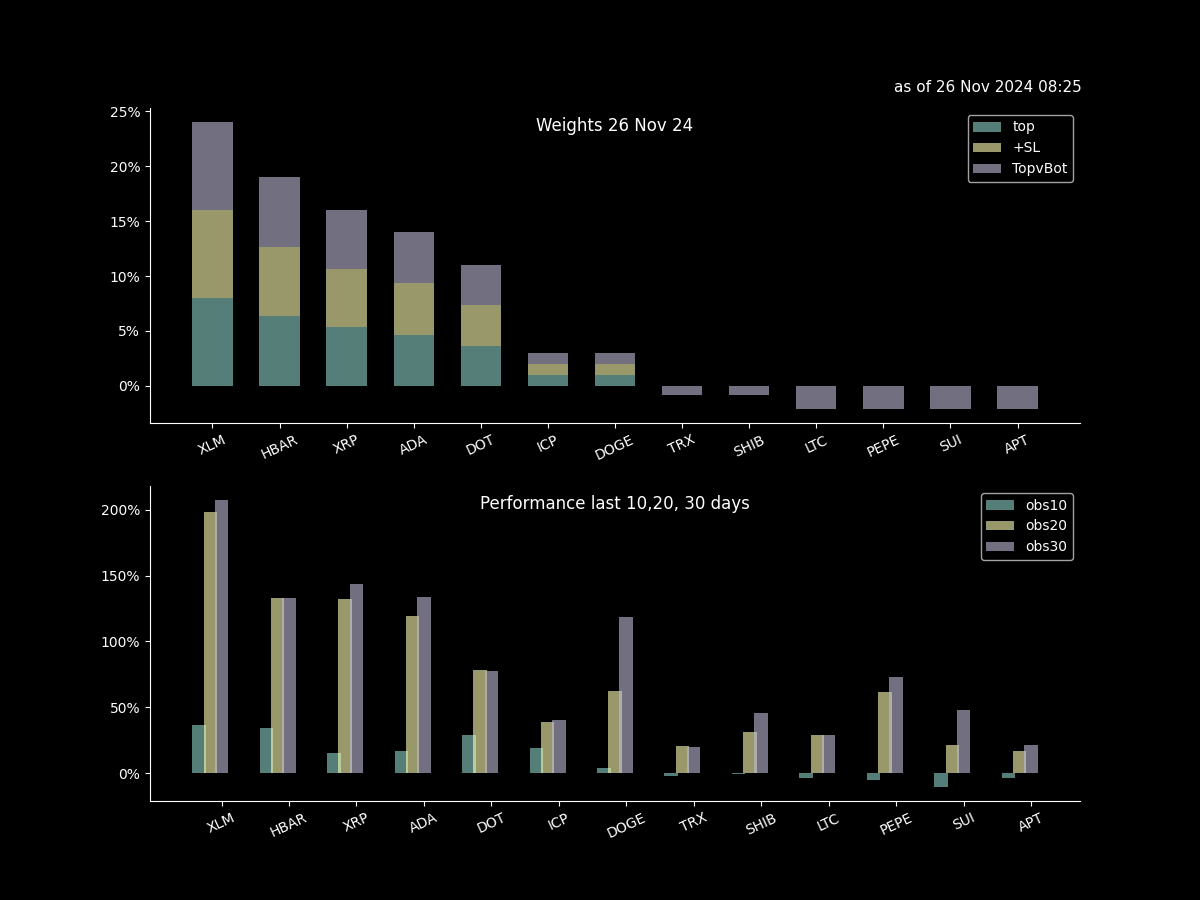 as of 26 Nov 2024 08:25
Weights 26 Nov 24
top
+SL
TopvBot
25%
20%
15%
10%
5%
0%
XLM HBAR XRP ADA DOT ICP DOGE TRX SHIB LTC PEPE SUI APT
Performance last 10,20, 30 days
obs10
obs20
obs30
200%
150%
100%
50%
0%
XLM HBAR XRP ADA DOT ICP DOGE TRX SHIB LTC PEPE SUI APT